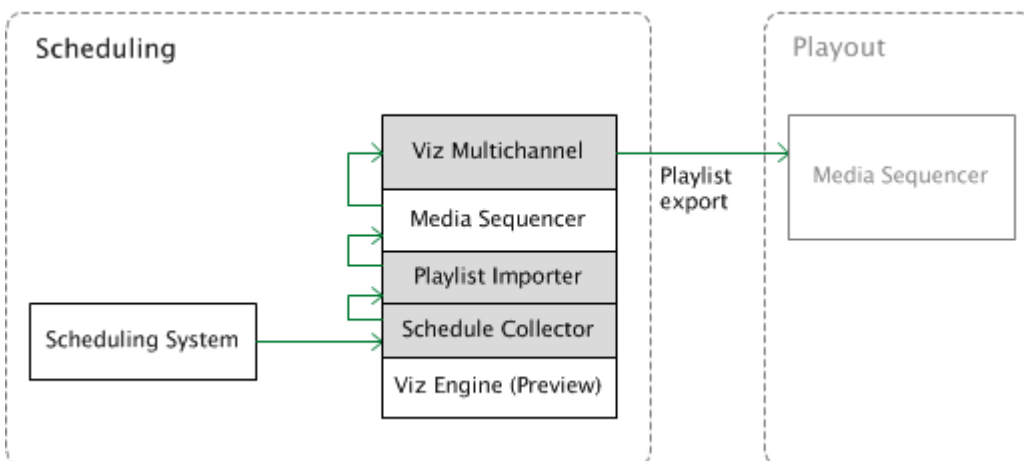 Scheduling
Playout
Viz Multichannel
Media Sequencer
Playlist Importer
Schedule Collector
Viz Engine (Preview)
Scheduling System
Playlist
export
Media Sequencer